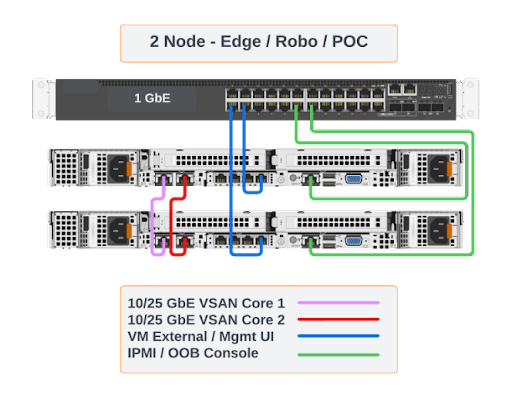 2 Node - Edge / Robo / POC
1 GbE
10/25 GbE VSAN Core 1
10/25 GbE VSAN Core 2
VM External / Mgmt UI
IPMI / OOB Console